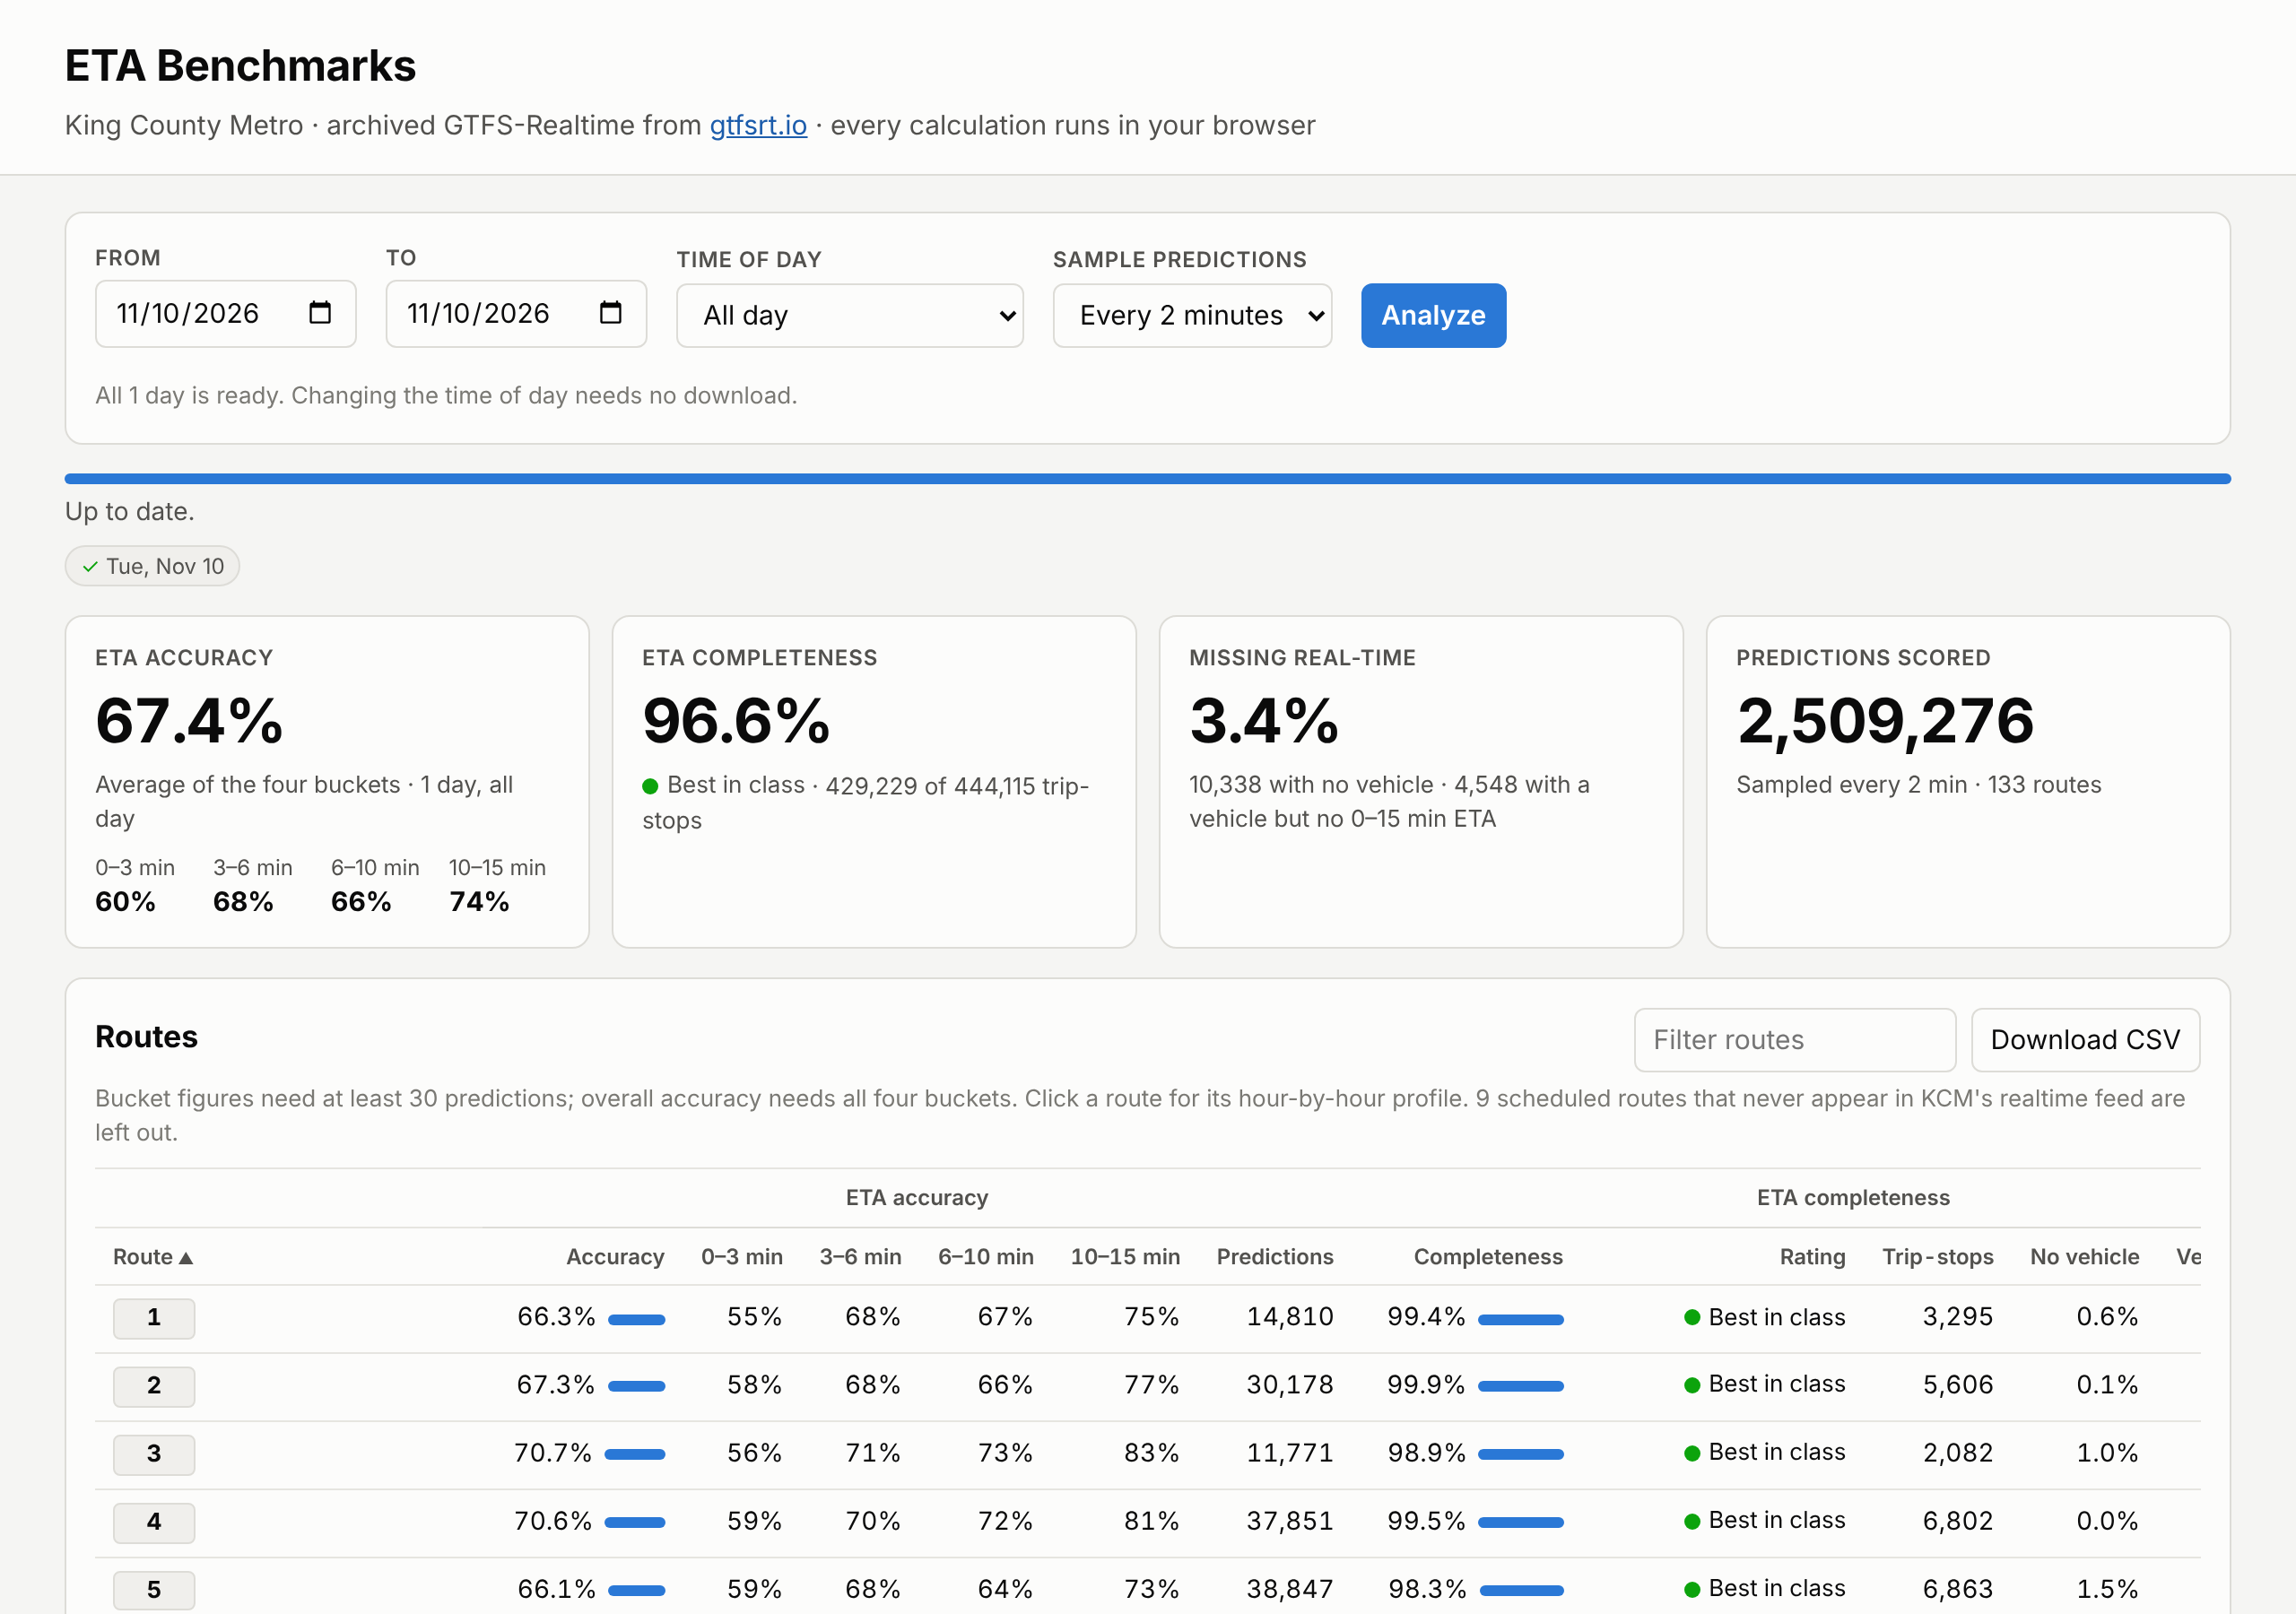 ETA Benchmarks
King County Metro · archived GTFS-Realtime from gtfsrt.io · every calculation runs in your browser
FROM TO TIME OF DAY SAMPLE PREDICTIONS
11/10/2026 11/10/2026 All day Every 2 minutes Analyze
All 1 day is ready. Changing the time of day needs no download.
Up to date.
✓ Tue, Nov 10
ETA ACCURACY
67.4%
Average of the four buckets · 1 day, all
day
0–3 min 3–6 min 6–10 min 10–15 min
60% 68% 66% 74%
ETA COMPLETENESS
96.6%
Best in class · 429,229 of 444,115 trip-
stops
MISSING REAL-TIME
3.4%
10,338 with no vehicle · 4,548 with a
vehicle but no 0–15 min ETA
PREDICTIONS SCORED
2,509,276
Sampled every 2 min · 133 routes
Routes Filter routes Download CSV
Bucket figures need at least 30 predictions; overall accuracy needs all four buckets. Click a route for its hour-by-hour profile. 9 scheduled routes that never appear in KCM's realtime feed are
left out.
ETA accuracy ETA completeness
Route ▲ Accuracy 0–3 min 3–6 min 6–10 min 10–15 min Predictions Completeness Rating Trip-stops No vehicle Ve
1 66.3% 55% 68% 67% 75% 14,810 99.4% Best in class 3,295 0.6%
2 67.3% 58% 68% 66% 77% 30,178 99.9% Best in class 5,606 0.1%
3 70.7% 56% 71% 73% 83% 11,771 98.9% Best in class 2,082 1.0%
4 70.6% 59% 70% 72% 81% 37,851 99.5% Best in class 6,802 0.0%
5 66.1% 59% 68% 64% 73% 38,847 98.3% Best in class 6,863 1.5%